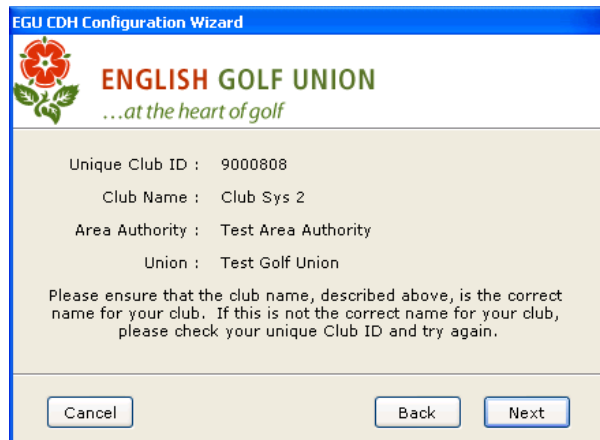 EGU CDH Configuration Wizard
ENGLISH GOLF UNION
...at the heart of golf
Unique Club ID : 9000808
Club Name : Club Sys 2
Area Authority : Test Area Authority
Union : Test Golf Union
Please ensure that the club name, described above, is the correct
name for your club. If this is not the correct name for your club,
please check your unique Club ID and try again.
Cancel Back Next